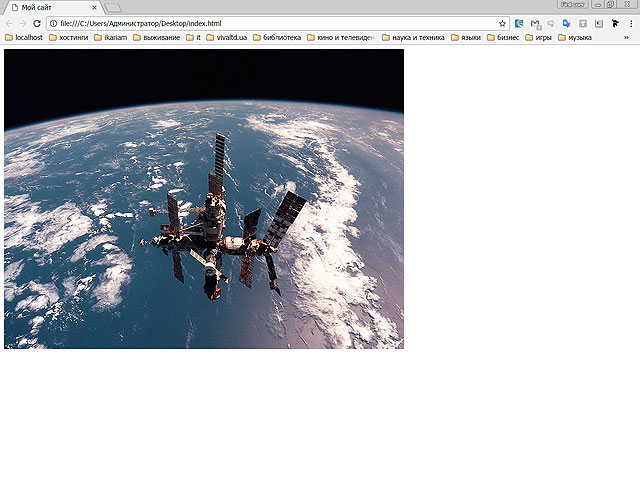 Мой сайт
file:///C:/Users/Администратор/Desktop/index.html
localhost хостинги ikariam выживание it vivaltd.ua библиотека кино и телевиден наука и техника языки бизнес игры музыка »